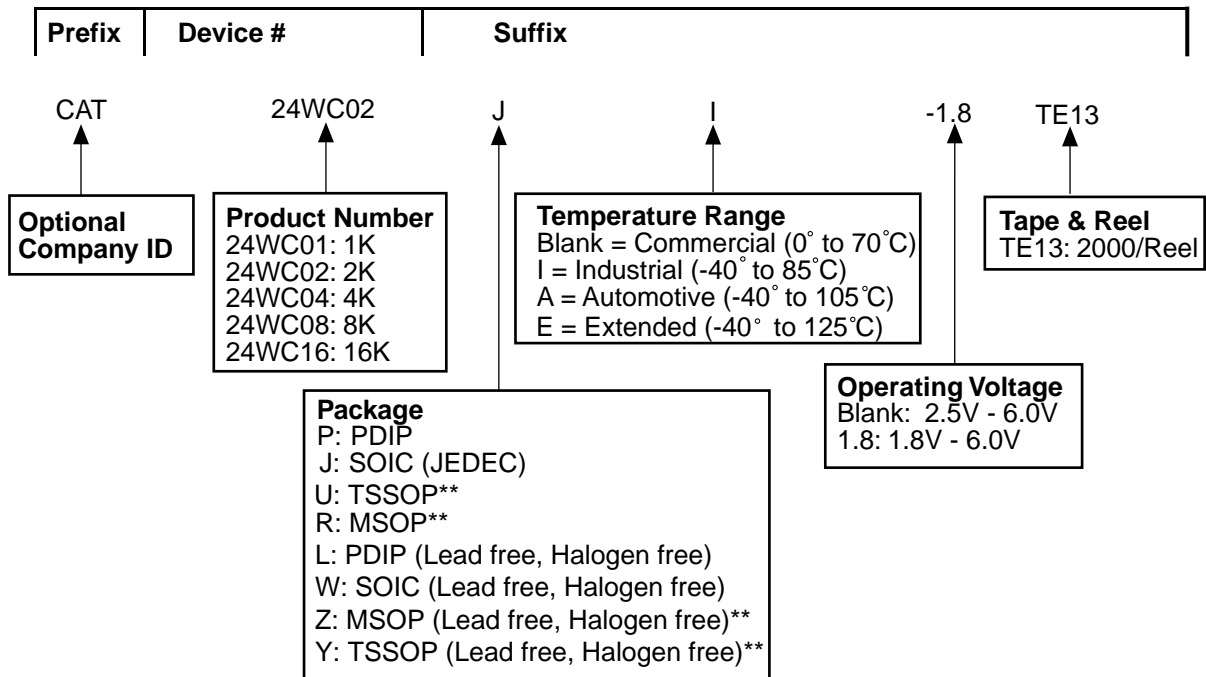 Prefix Device # Suffix
CAT 24WC02 J I -1.8 TE13
Optional
Company ID
Product Number
24WC01: 1K
24WC02: 2K
24WC04: 4K
24WC08: 8K
24WC16: 16K
Temperature Range
Blank = Commercial (0° to 70°C)
I = Industrial (-40° to 85°C)
A = Automotive (-40° to 105°C)
E = Extended (-40° to 125°C)
Tape & Reel
TE13: 2000/Reel
Package
P: PDIP
J: SOIC (JEDEC)
U: TSSOP**
R: MSOP**
L: PDIP (Lead free, Halogen free)
W: SOIC (Lead free, Halogen free)
Z: MSOP (Lead free, Halogen free)**
Y: TSSOP (Lead free, Halogen free)**
Operating Voltage
Blank: 2.5V - 6.0V
1.8: 1.8V - 6.0V